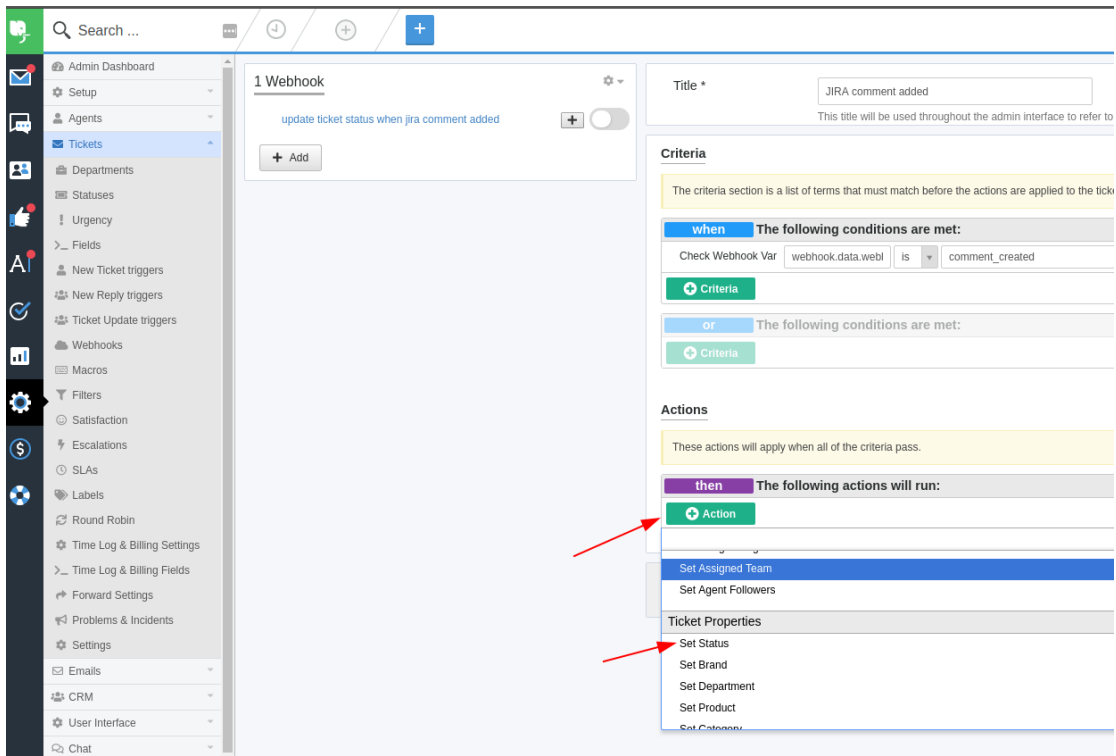 Search ...
Admin Dashboard
Setup
Agents
Tickets
Departments
Statuses
Urgency
Fields
New Ticket triggers
New Reply triggers
Ticket Update triggers
Webhooks
Macros
Filters
Satisfaction
Escalations
SLAs
Labels
Round Robin
Time Log & Billing Settings
Time Log & Billing Fields
Forward Settings
Problems & Incidents
Settings
Emails
CRM
User Interface
Chat
1 Webhook
update ticket status when jira comment added
Add
Title *
JIRA comment added
This title will be used throughout the admin interface to refer to
Criteria
The criteria section is a list of terms that must match before the actions are applied to the ticke
when The following conditions are met:
Check Webhook Var webhook.data.webl is comment_created
Criteria
or The following conditions are met:
Criteria
Actions
These actions will apply when all of the criteria pass.
then The following actions will run:
Action
Set Assigned Team
Set Agent Followers
Ticket Properties
Set Status
Set Brand
Set Department
Set Product
Set Category